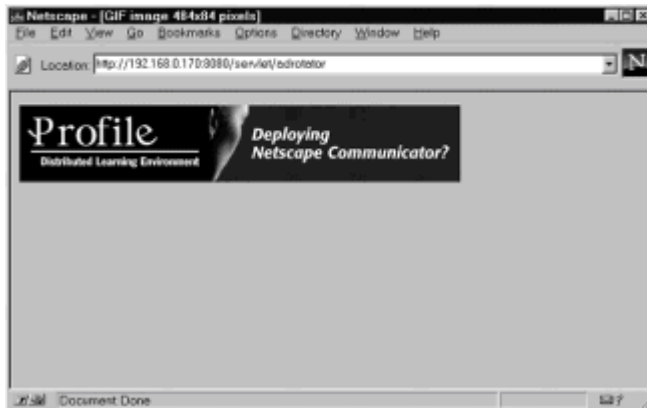 Netscape - [GIF image 484x84 pixels]
File Edit View Go Bookmarks Options Directory Window Help
Location: http://192.168.0.170:8080/servlet/adrotator
N
Profile
Distributed Learning Environment
Deploying
Netscape Communicator?
Document Done